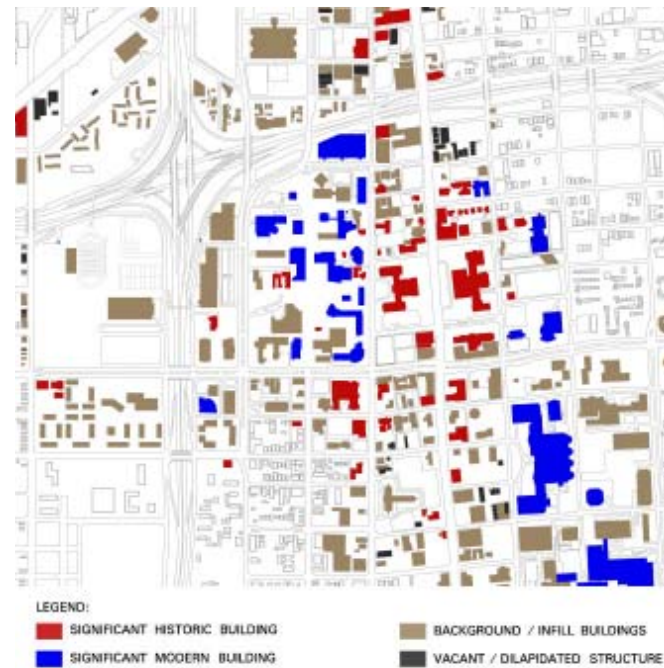 LEGEND:
SIGNIFICANT HISTORIC BUILDING
BACKGROUND / INFILL BUILDINGS
SIGNIFICANT MODERN BUILDING
VACANT / DILAPIDATED STRUCTURE